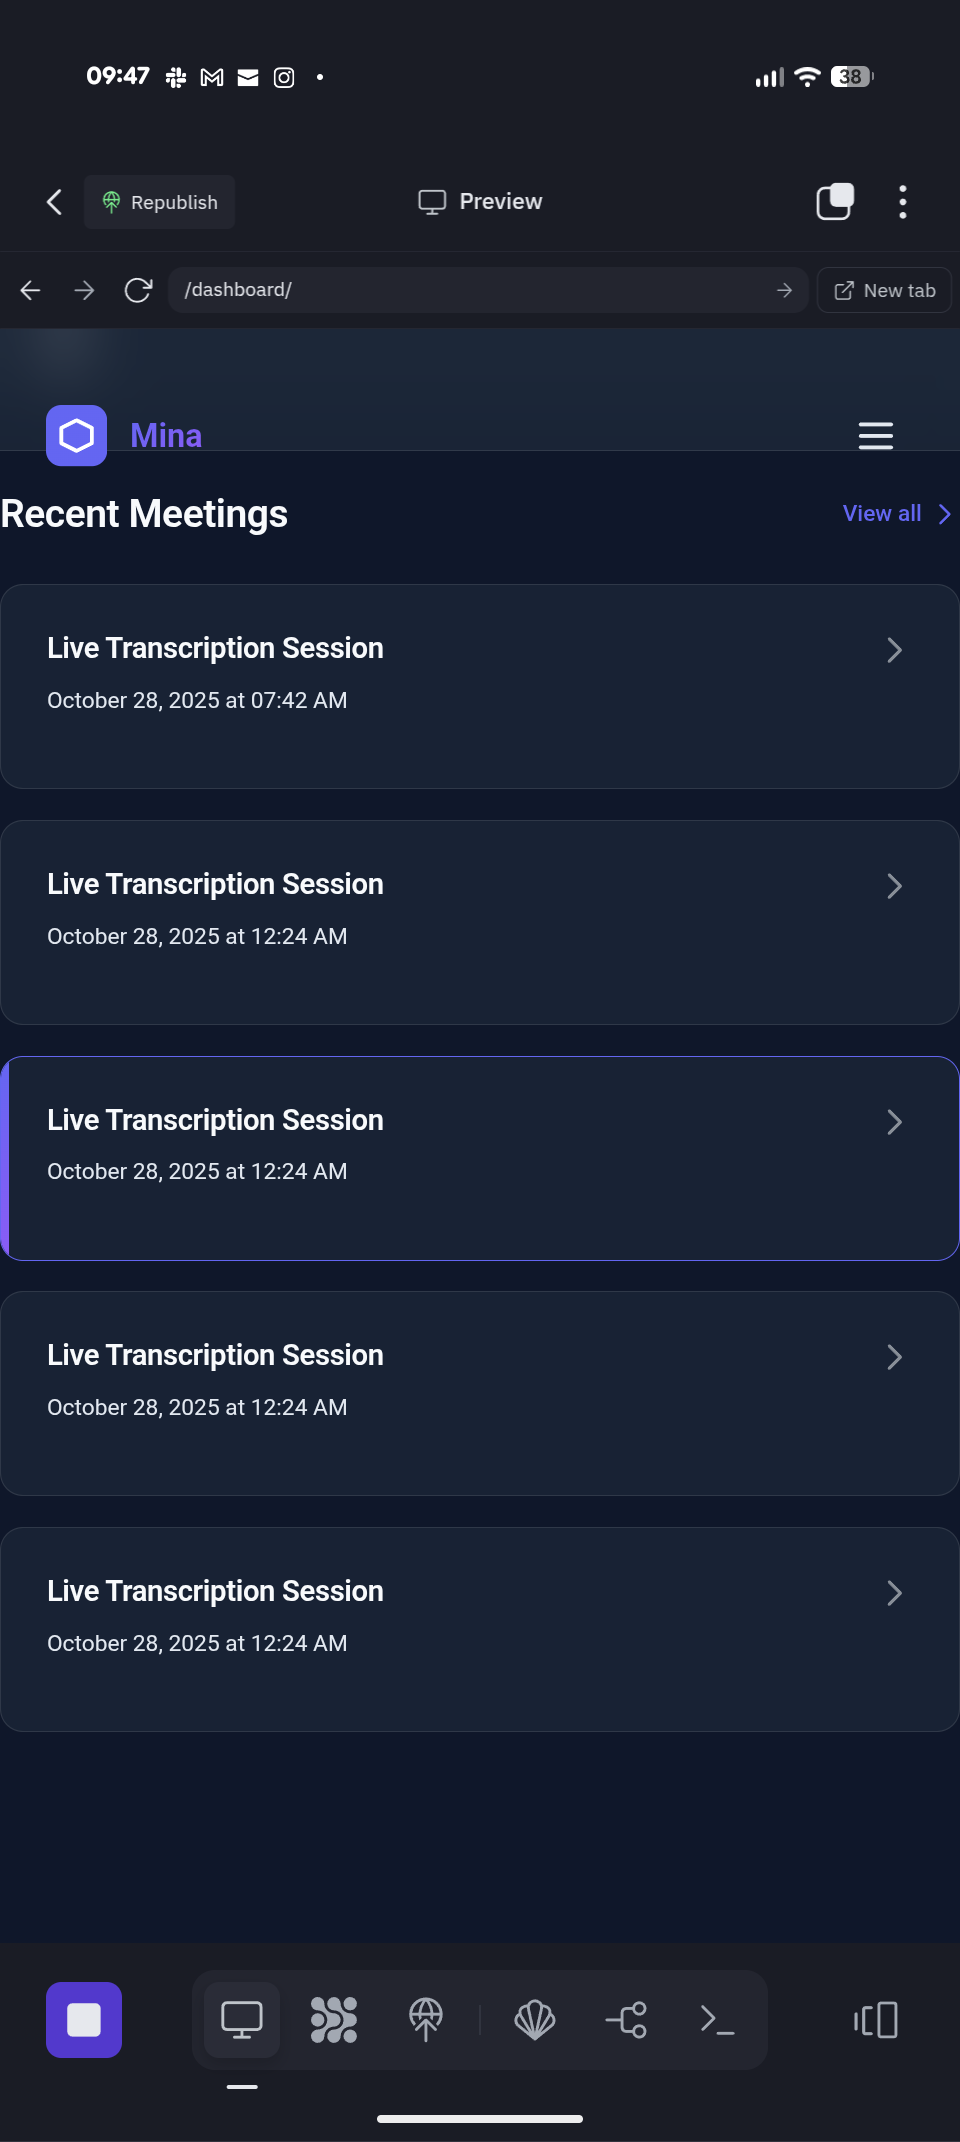 09:47
38
Republish
Preview
/dashboard/
New tab
Mina
Recent Meetings
View all
Live Transcription Session
October 28, 2025 at 07:42 AM
Live Transcription Session
October 28, 2025 at 12:24 AM
Live Transcription Session
October 28, 2025 at 12:24 AM
Live Transcription Session
October 28, 2025 at 12:24 AM
Live Transcription Session
October 28, 2025 at 12:24 AM